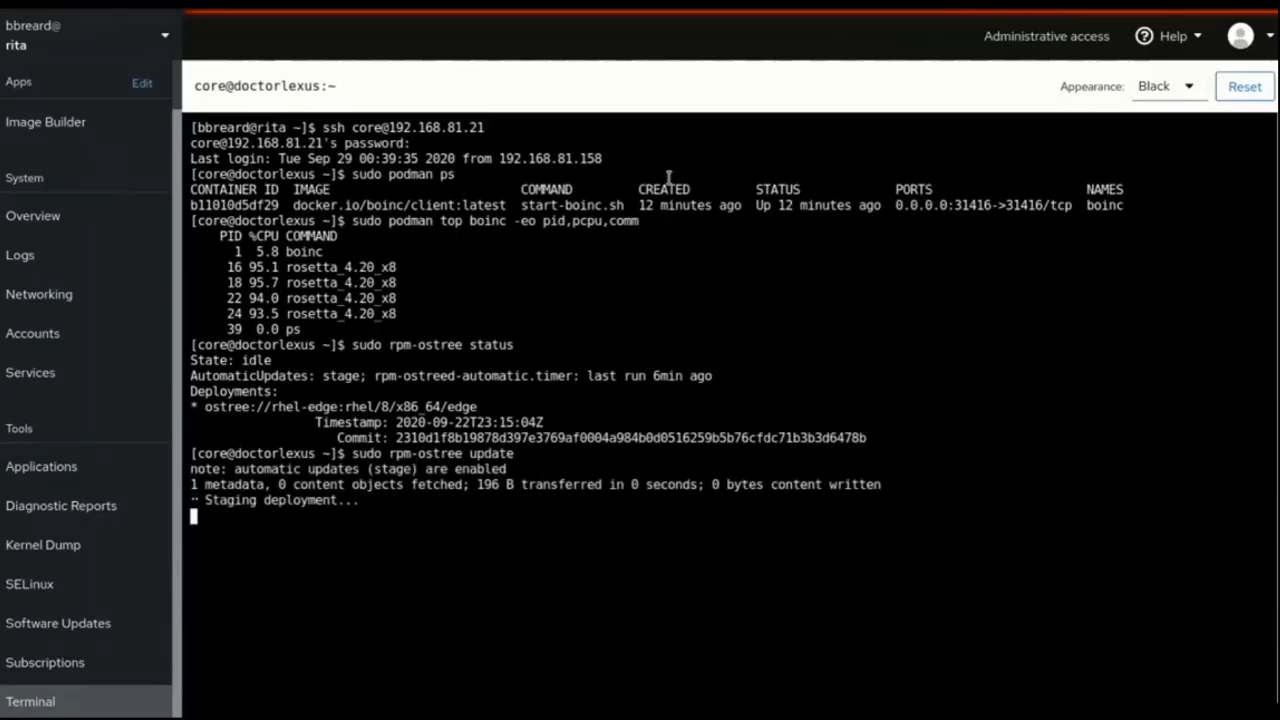 bbreard@
rita
Administrative access
Help
Apps
Edit
Image Builder
System
Overview
Logs
Networking
Accounts
Services
Tools
Applications
Diagnostic Reports
Kernel Dump
SELinux
Software Updates
Subscriptions
Terminal
core@doctorlexus:~
Appearance: Black
Reset
[bbreard@rita ~]$ ssh core@192.168.81.21
core@192.168.81.21's password:
Last login: Tue Sep 29 00:39:35 2020 from 192.168.81.158
[core@doctorlexus ~]$ sudo podman ps
CONTAINER ID  IMAGE                          COMMAND         CREATED         STATUS             PORTS                     NAMES
b11010d5df29  docker.io/boinc/client:latest  start-boinc.sh  12 minutes ago  Up 12 minutes ago  0.0.0.0:31416->31416/tcp  boinc
[core@doctorlexus ~]$ sudo podman top boinc -eo pid,pcpu,comm
    PID %CPU COMMAND
      1  5.8 boinc
     16 95.1 rosetta_4.20_x8
     18 95.7 rosetta_4.20_x8
     22 94.0 rosetta_4.20_x8
     24 93.5 rosetta_4.20_x8
     39  0.0 ps
[core@doctorlexus ~]$ sudo rpm-ostree status
State: idle
AutomaticUpdates: stage; rpm-ostreed-automatic.timer: last run 6min ago
Deployments:
* ostree://rhel-edge:rhel/8/x86_64/edge
                 Timestamp: 2020-09-22T23:15:04Z
                    Commit: 2310d1f8b19878d397e3769af0004a984b0d0516259b5b76cfdc71b3b3d6478b
[core@doctorlexus ~]$ sudo rpm-ostree update
note: automatic updates (stage) are enabled
1 metadata, 0 content objects fetched; 196 B transferred in 0 seconds; 0 bytes content written
Staging deployment...